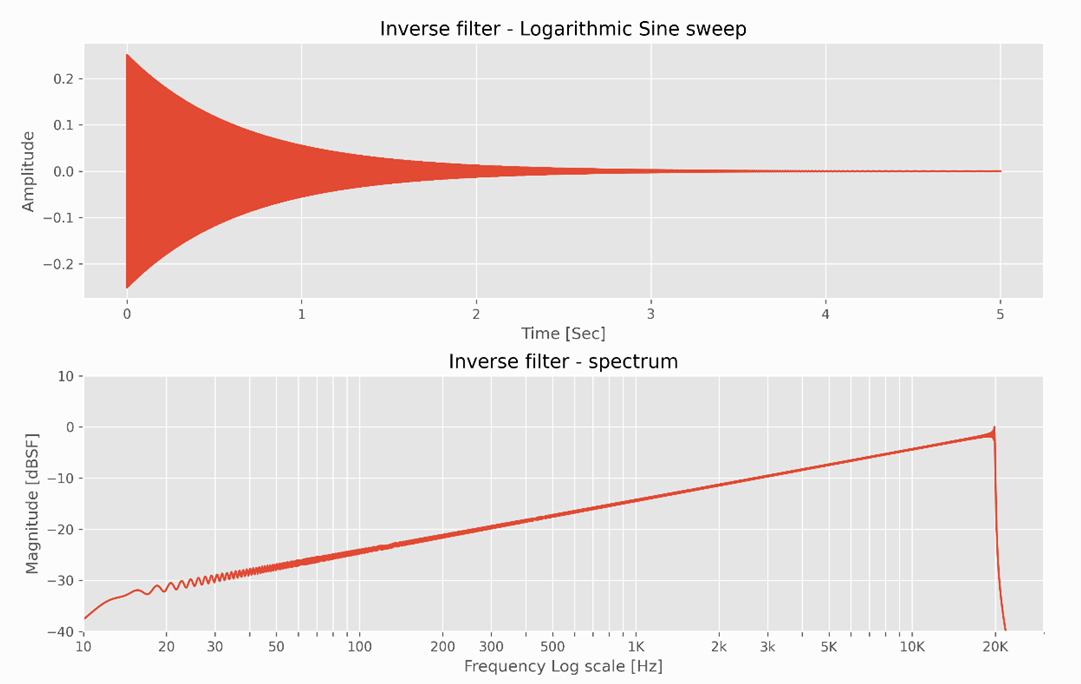 Inverse filter - Logarithmic Sine sweep
Amplitude
0.2
0.1
0.0
−0.1
−0.2
0 1 2 3 4 5
Time [Sec]
Inverse filter - spectrum
Magnitude [dBSF]
10
0
−10
−20
−30
−40
10 20 30 50 100 200 300 500 1K 2k 3k 5K 10K 20K
Frequency Log scale [Hz]